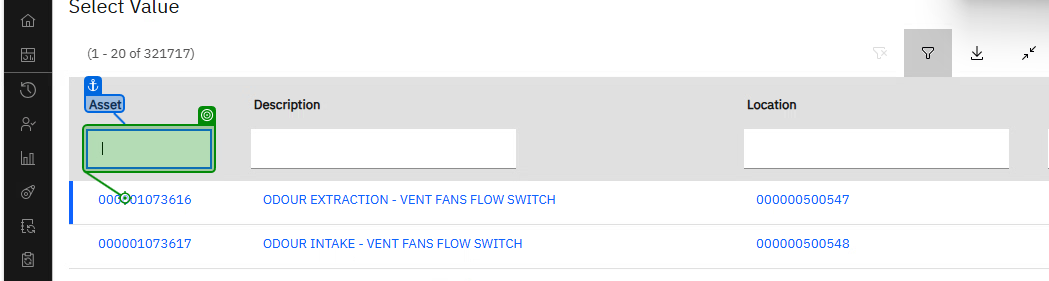 Select Value
(1 - 20 of 321717)
Asset
Description
Location
000001073616
ODOUR EXTRACTION - VENT FANS FLOW SWITCH
000000500547
000001073617
ODOUR INTAKE - VENT FANS FLOW SWITCH
000000500548